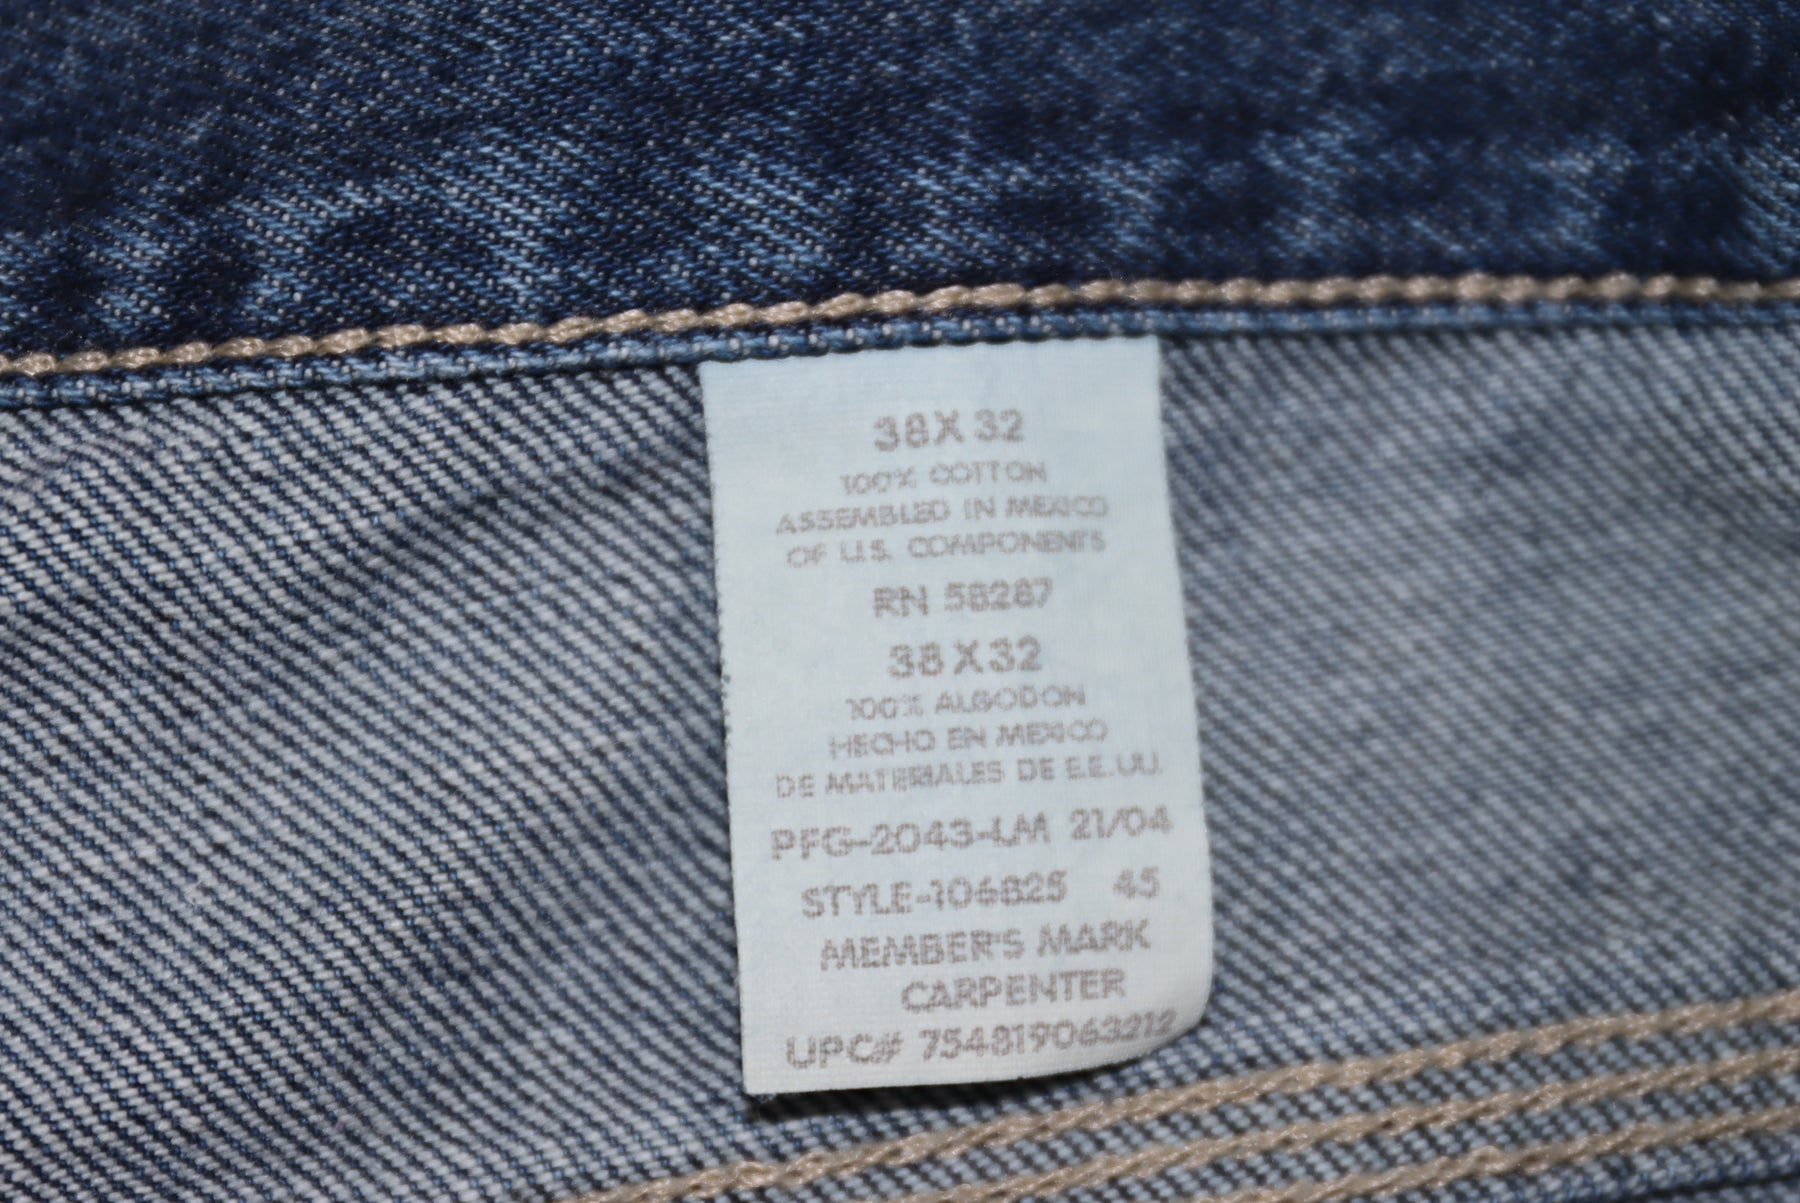 38X32
100% COTTON
ASSEMBLED IN MEXICO
OF U.S. COMPONENTS
RN 58287
38X32
100% ALGODON
HECHO EN MEXICO
DE MATERIALES DE E.E.U.U.
PFG-2043-LM 21/04
STYLE-106825 45
MEMBER'S MARK
CARPENTER
UPC# 754819063212